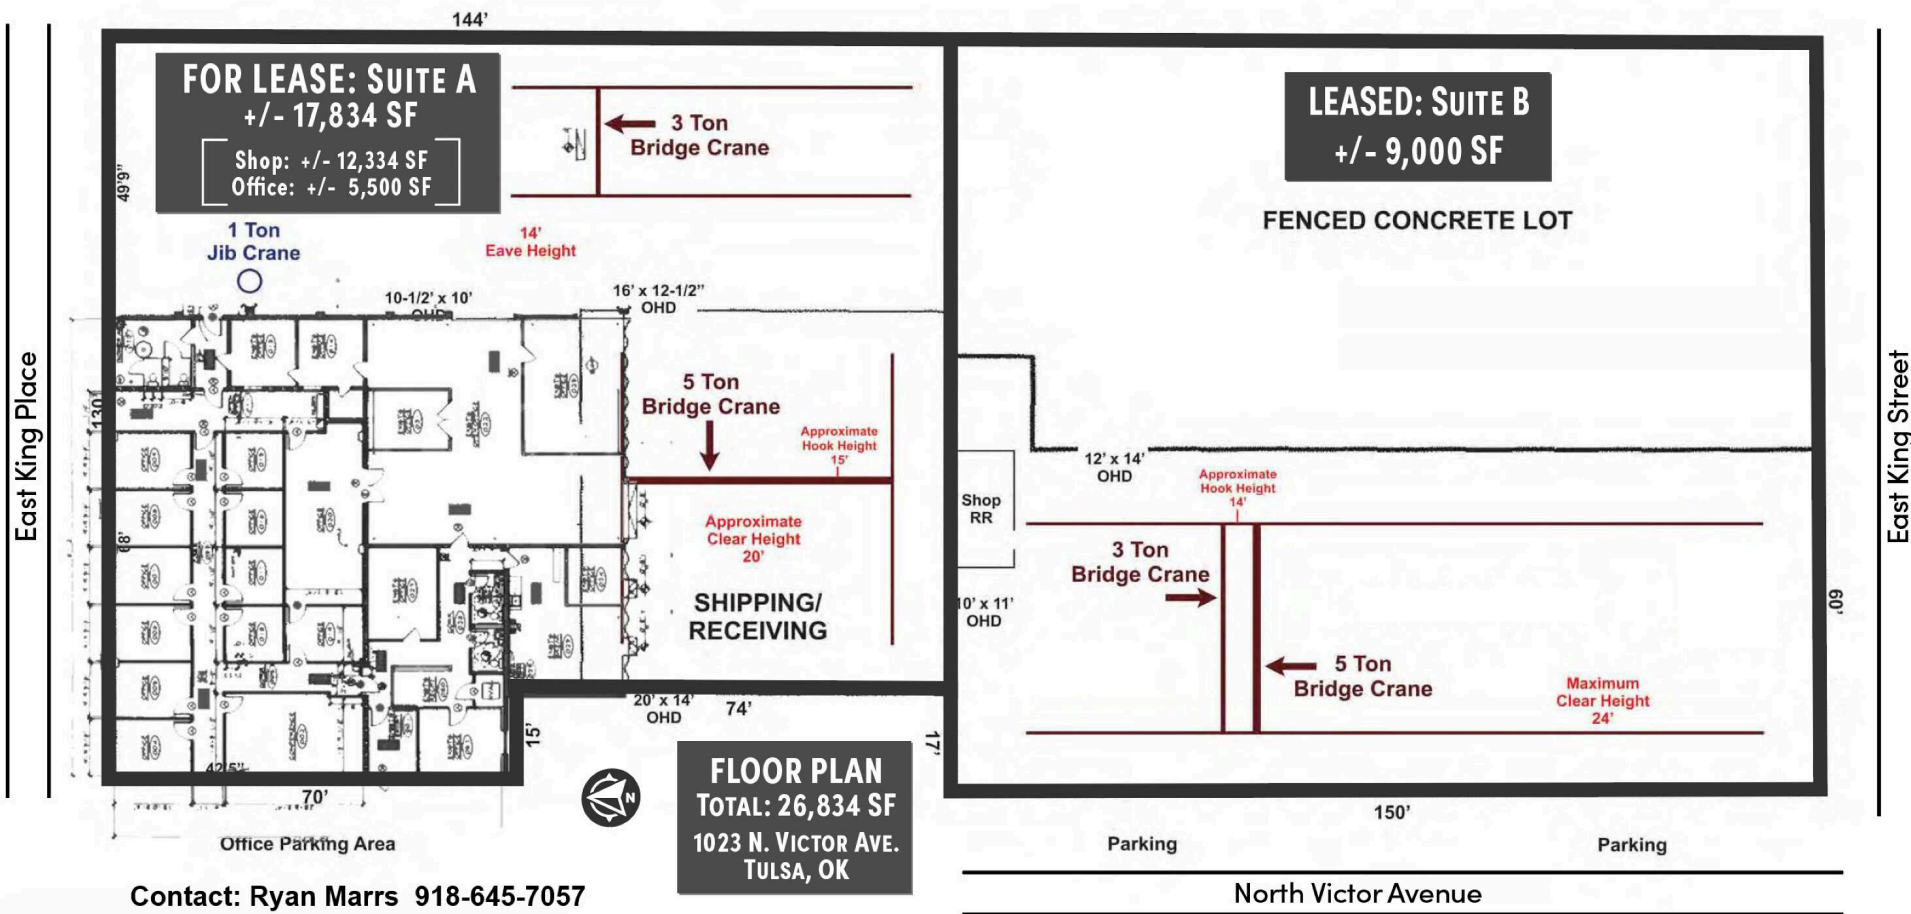 144'
FOR LEASE: SUITE A
+/- 17,834 SF
Shop: +/- 12,334 SF
Office: +/- 5,500 SF
3 Ton
Bridge Crane
LEASED: SUITE B
+/- 9,000 SF
FENCED CONCRETE LOT
49'9"
1 Ton
Jib Crane
14'
Eave Height
10-1/2' x 10'
OHD
16' x 12-1/2"
OHD
East King Place
130'
68'
5 Ton
Bridge Crane
Approximate
Hook Height
15'
Approximate
Clear Height
20'
SHIPPING/
RECEIVING
12' x 14'
OHD
Shop
RR
Approximate
Hook Height
14'
3 Ton
Bridge Crane
10' x 11'
OHD
5 Ton
Bridge Crane
Maximum
Clear Height
24'
60'
East King Street
20' x 14'
OHD
74'
15'
17'
42'5"
70'
N
FLOOR PLAN
TOTAL: 26,834 SF
1023 N. VICTOR AVE.
TULSA, OK
150'
Office Parking Area
Parking
Parking
Contact: Ryan Marrs 918-645-7057
North Victor Avenue